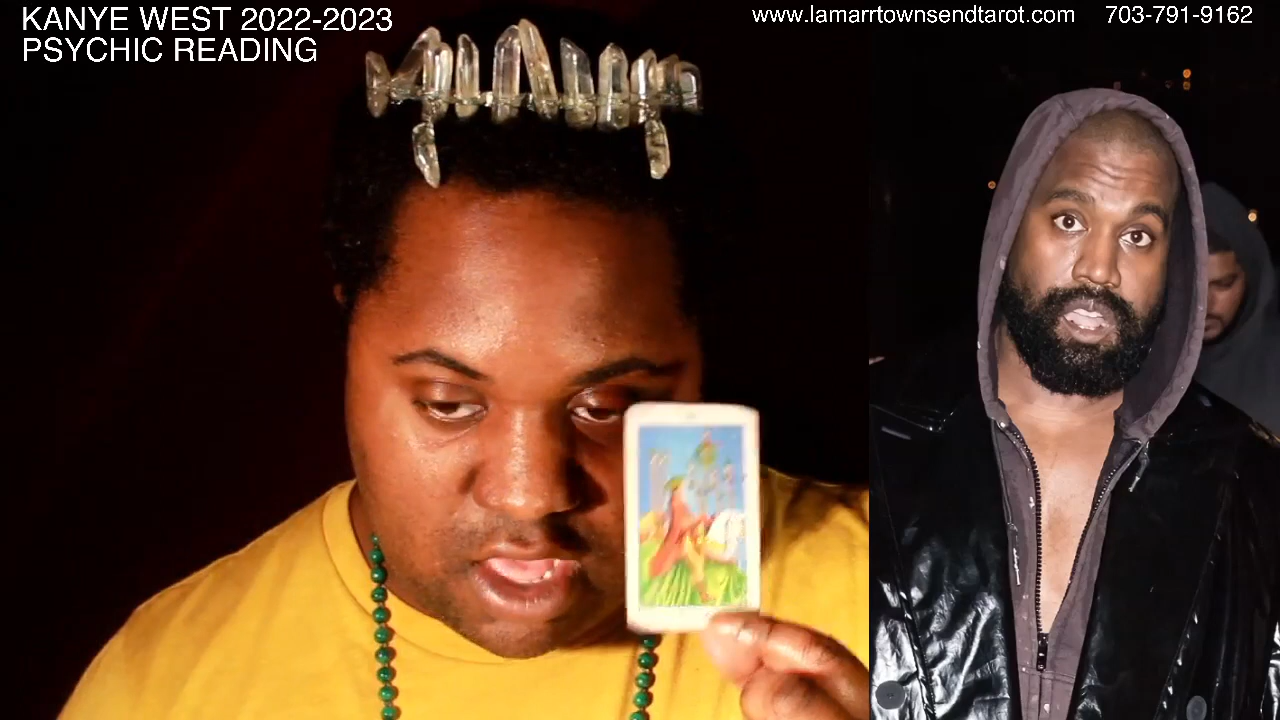 KANYE WEST 2022-2023
PSYCHIC READING
www.lamarrtownsendtarot.com 703-791-9162